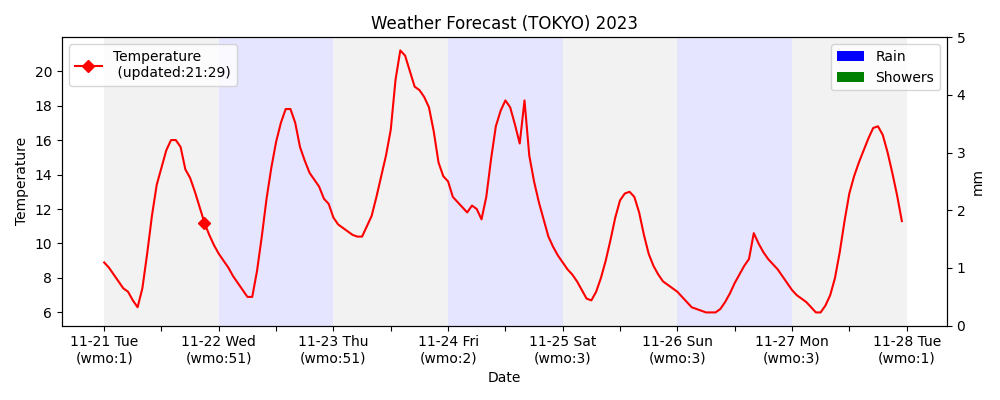 Weather Forecast (TOKYO) 2023
Temperature
(updated:21:29)
Rain
Showers
Temperature
20
18
16
14
12
10
8
6
5
4
3
2
1
0
mm
11-21 Tue
(wmo:1)
11-22 Wed
(wmo:51)
11-23 Thu
(wmo:51)
11-24 Fri
(wmo:2)
11-25 Sat
(wmo:3)
11-26 Sun
(wmo:3)
11-27 Mon
(wmo:3)
11-28 Tue
(wmo:1)
Date